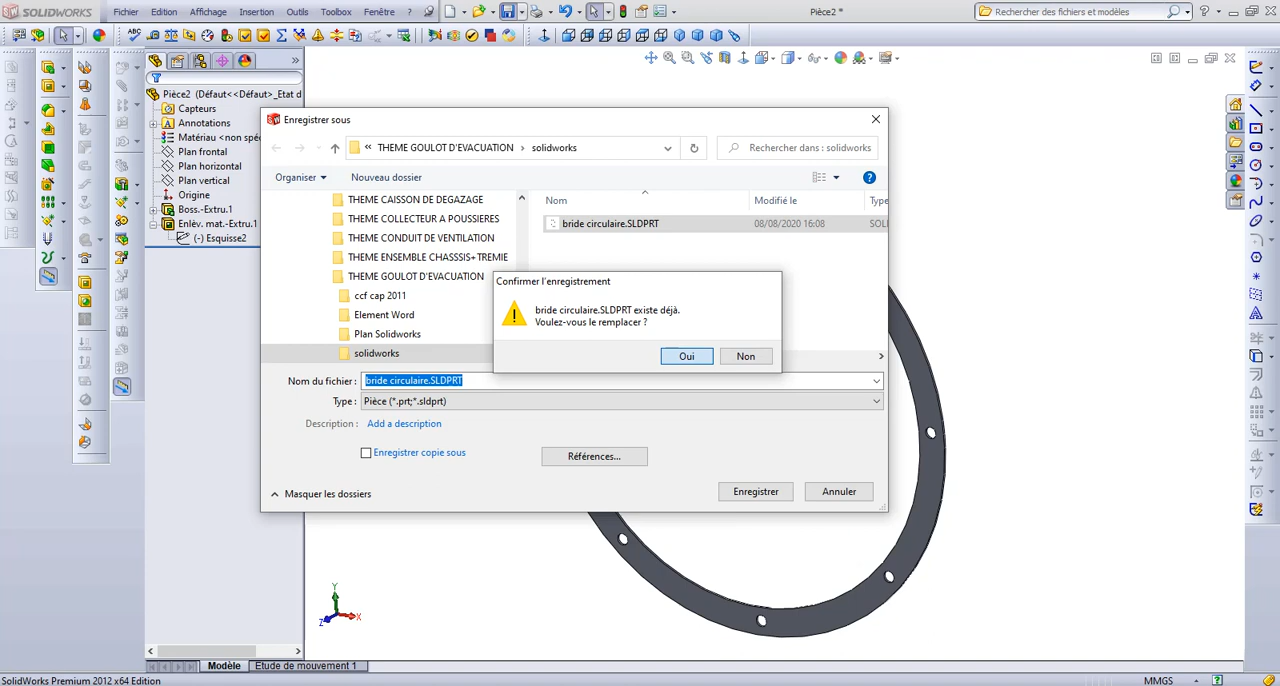 SOLIDWORKS
Fichier Edition Affichage Insertion Outils Toolbox Fenêtre ?
Pièce2 *
Rechercher des fichiers et modèles
Pièce2 (Défaut<<Défaut>_Etat d
Capteurs
Annotations
Matériau <non spé
Plan frontal
Plan horizontal
Plan vertical
Origine
Boss.-Extru.1
Enlèv. mat.-Extru.1
(-) Esquisse2
Enregistrer sous
« THEME GOULOT D'EVACUATION › solidworks
Rechercher dans : solidworks
Organiser
Nouveau dossier
THEME CAISSON DE DEGAZAGE
THEME COLLECTEUR A POUSSIERES
THEME CONDUIT DE VENTILATION
THEME ENSEMBLE CHASSSIS+TREMIE
THEME GOULOT D'EVACUATION
ccf cap 2011
Element Word
Plan Solidworks
solidworks
Nom Modifié le Type
bride circulaire.SLDPRT 08/08/2020 16:08 SOLI
Confirmer l'enregistrement
bride circulaire.SLDPRT existe déjà.
Voulez-vous le remplacer ?
Oui Non
Nom du fichier : bride circulaire.SLDPRT
Type : Pièce (*.prt;*.sldprt)
Description : Add a description
Enregistrer copie sous
Références...
Masquer les dossiers
Enregistrer Annuler
Y
Z X
Modèle Etude de mouvement 1
SolidWorks Premium 2012 x64 Edition
MMGS